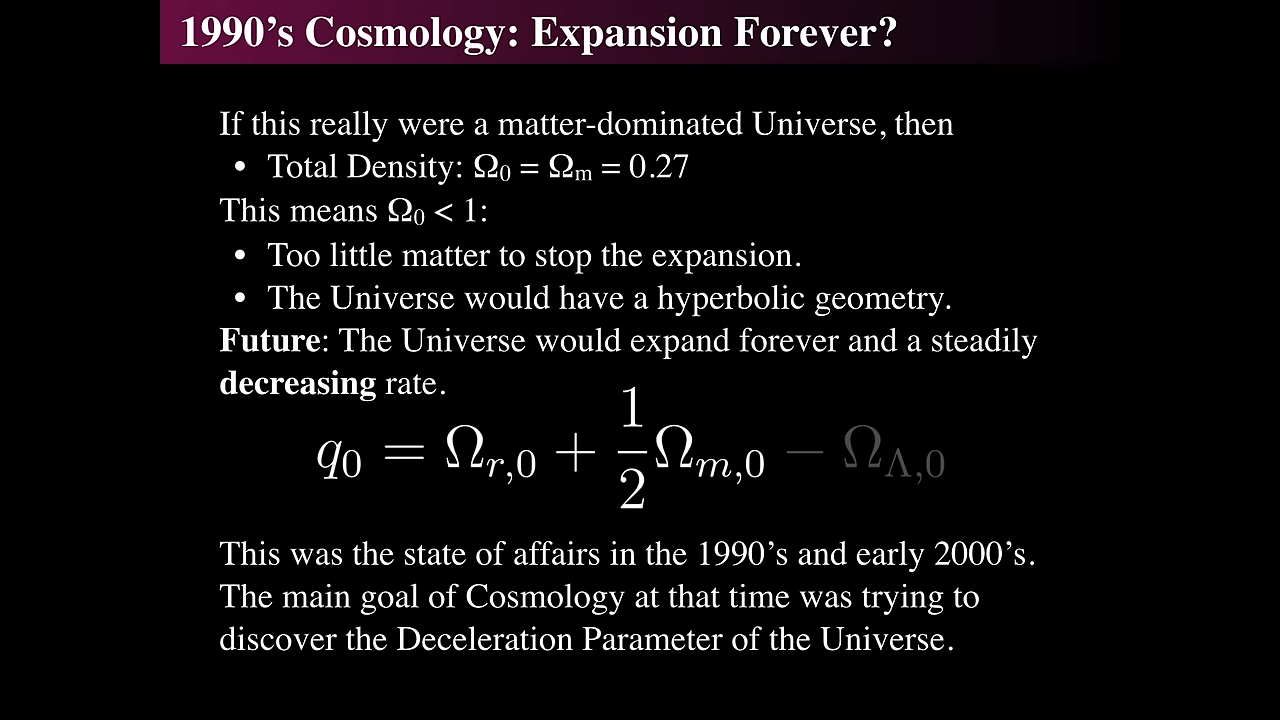 1990’s Cosmology: Expansion Forever?
If this really were a matter-dominated Universe, then
• Total Density: Ω₀ = Ωₘ = 0.27
This means Ω₀ < 1:
• Too little matter to stop the expansion.
• The Universe would have a hyperbolic geometry.
Future: The Universe would expand forever and a steadily
decreasing rate.
q₀ = Ω_{r,0} + \frac{1}{2}Ω_{m,0} − Ω_{Λ,0}
This was the state of affairs in the 1990’s and early 2000’s.
The main goal of Cosmology at that time was trying to
discover the Deceleration Parameter of the Universe.